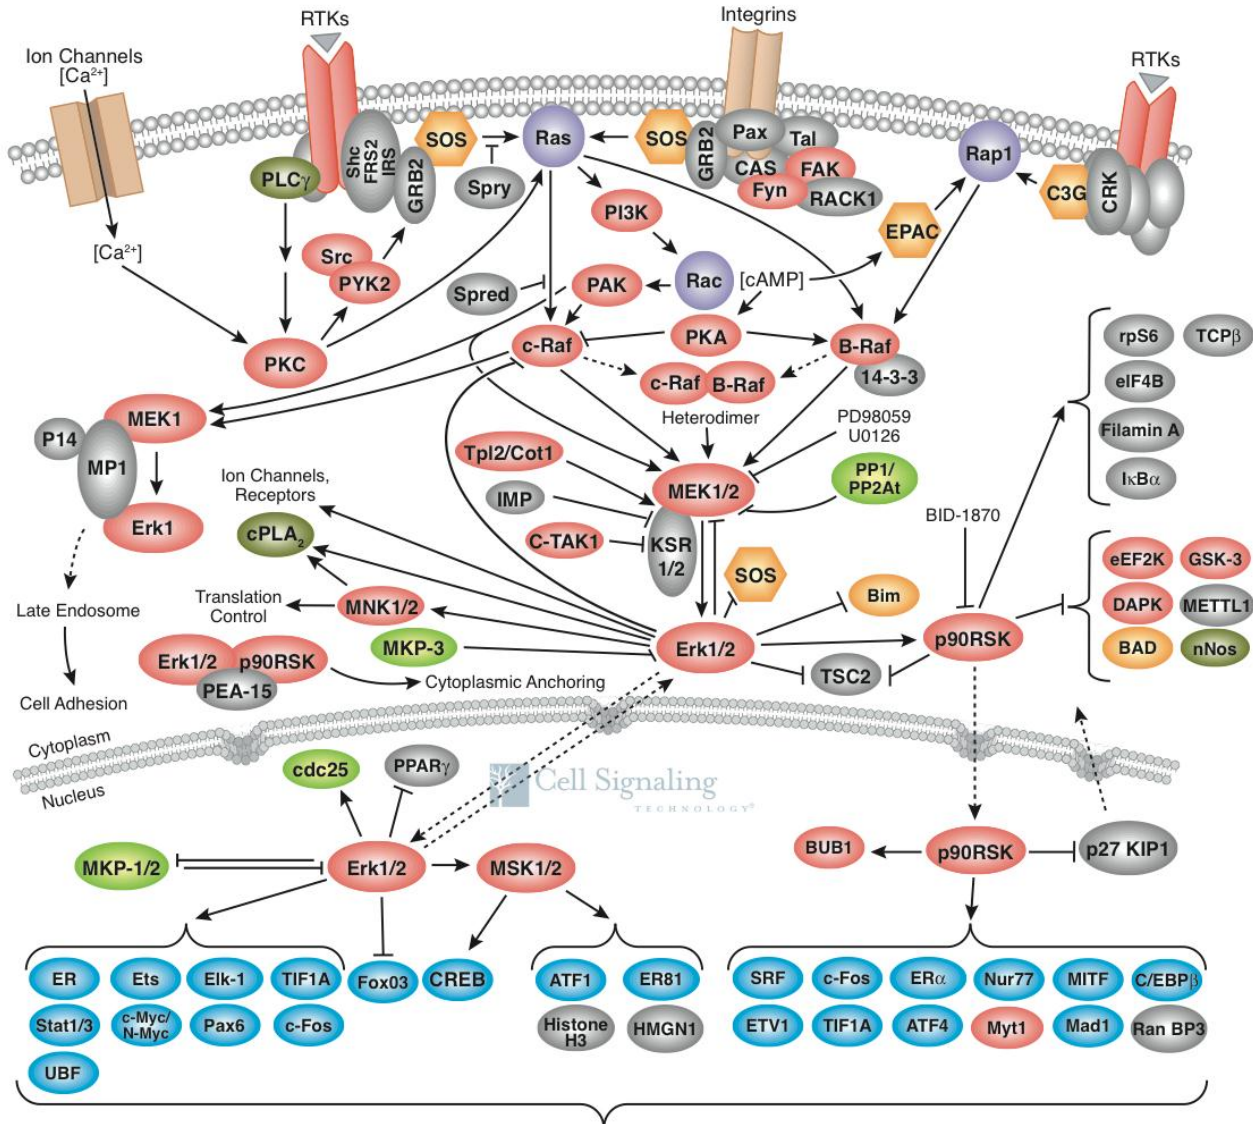 RTKs
Integrins
Ion Channels
[Ca2+]
RTKs
SOS
Ras
SOS
GRB2
Pax
Tal
CAS
FAK
Fyn
RACK1
Rap1
C3G
CRK
Shc
FRS2
IRS
GRB2
PLCγ
Spry
PI3K
EPAC
[Ca2+]
Src
PYK2
Spred
PAK
Rac
[cAMP]
PKC
c-Raf
PKA
B-Raf
14-3-3
c-Raf
B-Raf
Heterodimer
rpS6
TCPβ
eIF4B
Filamin A
IκBα
MEK1
P14
MP1
Erk1
PD98059
U0126
Tpl2/Cot1
MEK1/2
PP1/
PP2At
Ion Channels,
Receptors
IMP
cPLA2
C-TAK1
KSR
1/2
BID-1870
SOS
Bim
eEF2K
GSK-3
DAPK
METTL1
BAD
nNos
Late Endosome
Translation
Control
MNK1/2
MKP-3
Erk1/2
p90RSK
TSC2
Erk1/2
p90RSK
PEA-15
Cytoplasmic Anchoring
Cell Adhesion
Cytoplasm
Nucleus
cdc25
PPARγ
Cell Signaling
TECHNOLOGY®
MKP-1/2
Erk1/2
MSK1/2
BUB1
p90RSK
p27 KIP1
ER
Ets
Elk-1
TIF1A
Fox03
CREB
ATF1
ER81
SRF
c-Fos
ERα
Nur77
MITF
C/EBPβ
Stat1/3
c-Myc/
N-Myc
Pax6
c-Fos
Histone
H3
HMGN1
ETV1
TIF1A
ATF4
Myt1
Mad1
Ran BP3
UBF